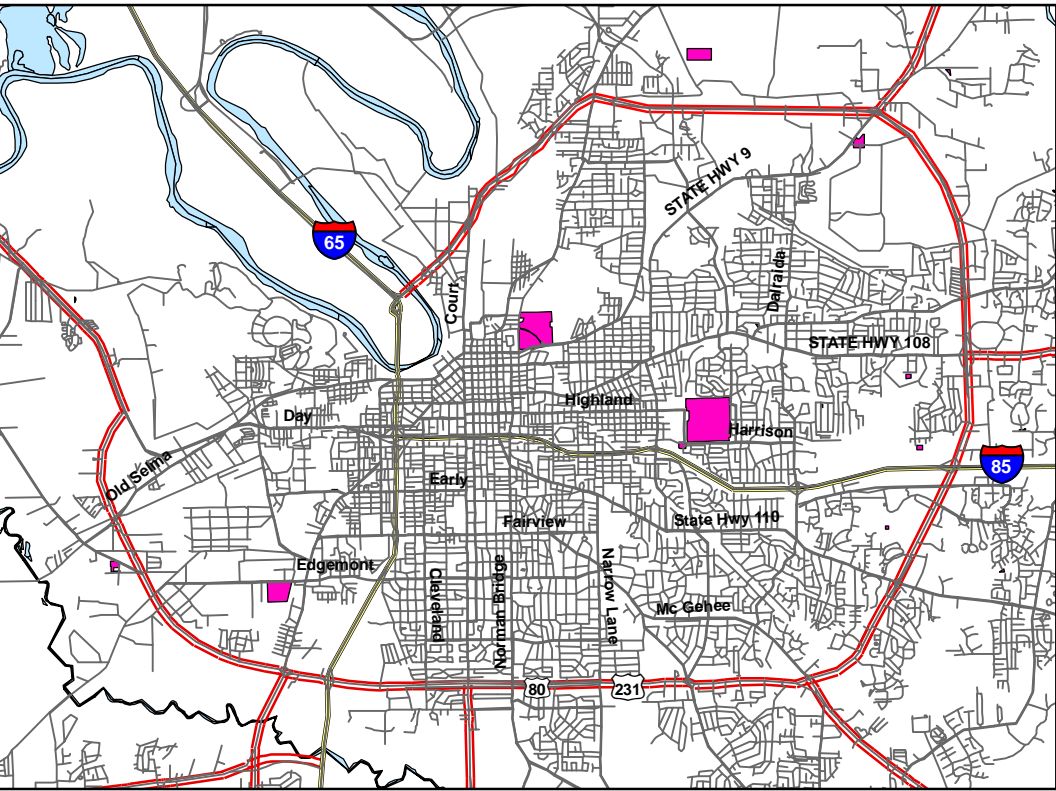 STATE HWY 9
65
Dalraida
Court
STATE HWY 108
Highland
Day
Harrison
Old Selma
85
Early
State Hwy 110
Fairview
Edgemont
Cleveland
Norman Bridge
Narrow Lane
Mc Gehee
80
231